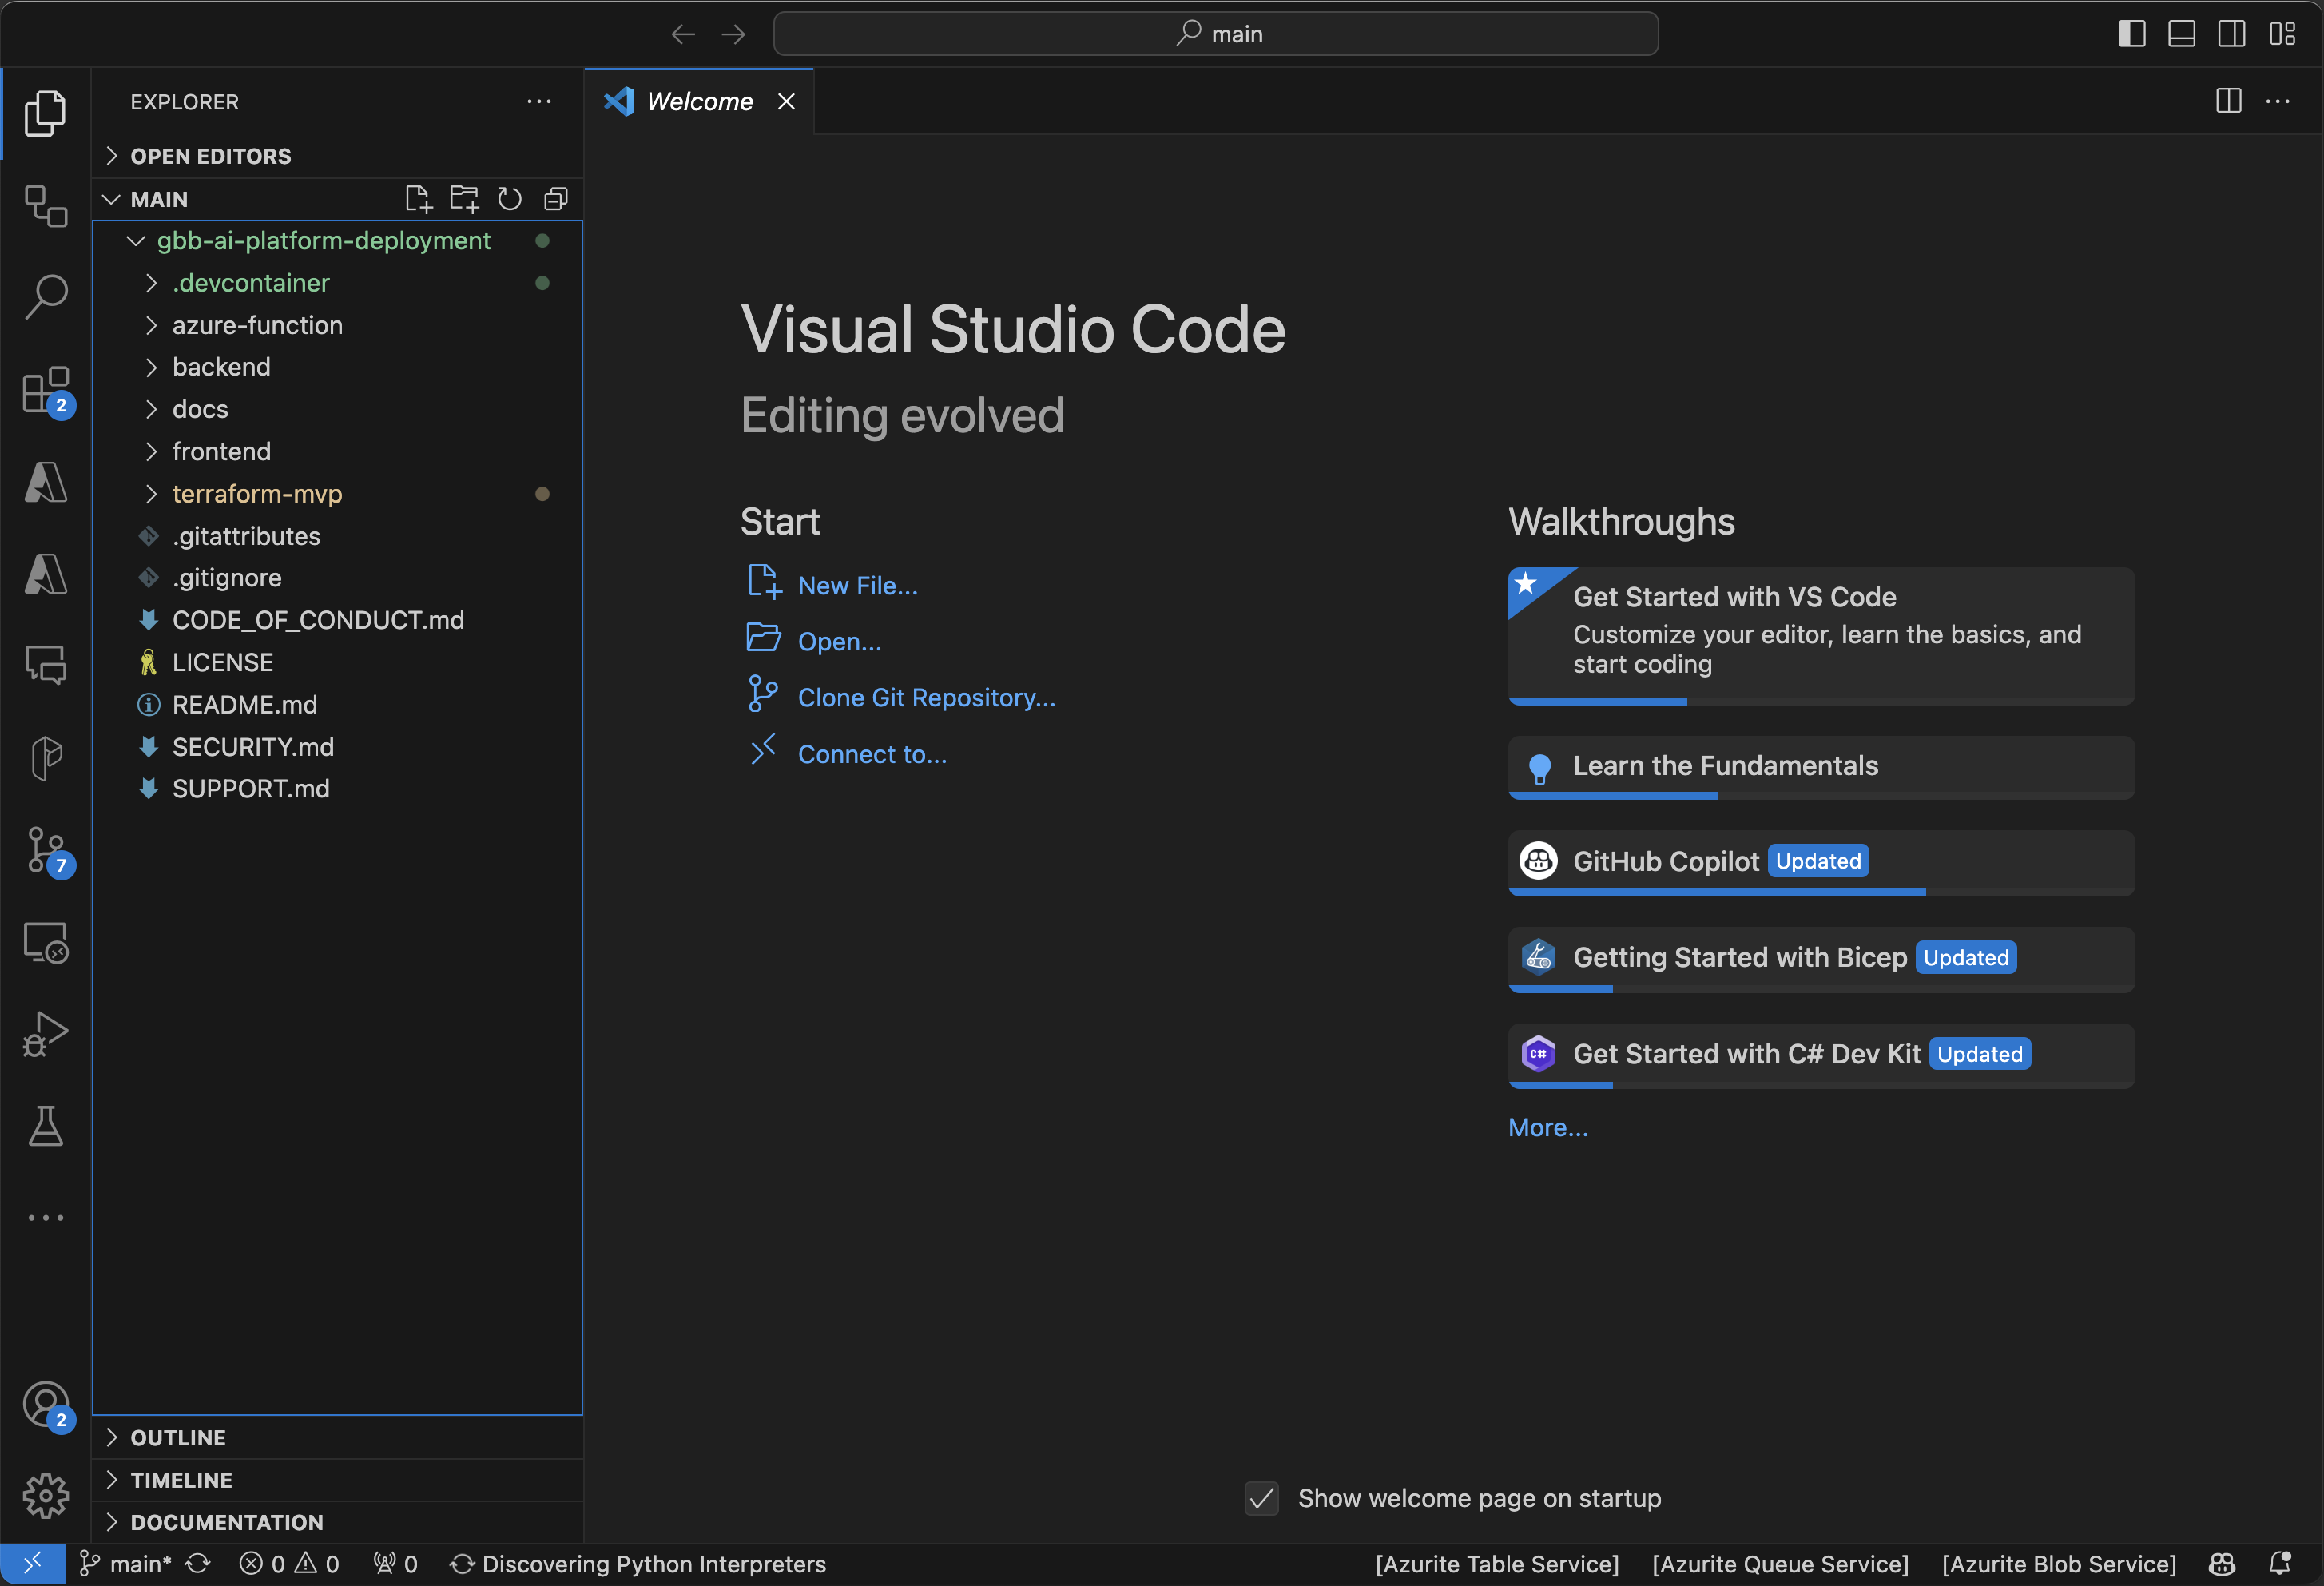 main
EXPLORER
OPEN EDITORS
MAIN
gbb-ai-platform-deployment
.devcontainer
azure-function
backend
docs
frontend
terraform-mvp
.gitattributes
.gitignore
CODE_OF_CONDUCT.md
LICENSE
README.md
SECURITY.md
SUPPORT.md
OUTLINE
TIMELINE
DOCUMENTATION
2
7
2
Welcome
Visual Studio Code
Editing evolved
Start
New File...
Open...
Clone Git Repository...
Connect to...
Walkthroughs
Get Started with VS Code
Customize your editor, learn the basics, and
start coding
Learn the Fundamentals
GitHub Copilot Updated
Getting Started with Bicep Updated
C# Get Started with C# Dev Kit Updated
More...
Show welcome page on startup
main* 0 0 0 Discovering Python Interpreters [Azurite Table Service] [Azurite Queue Service] [Azurite Blob Service]